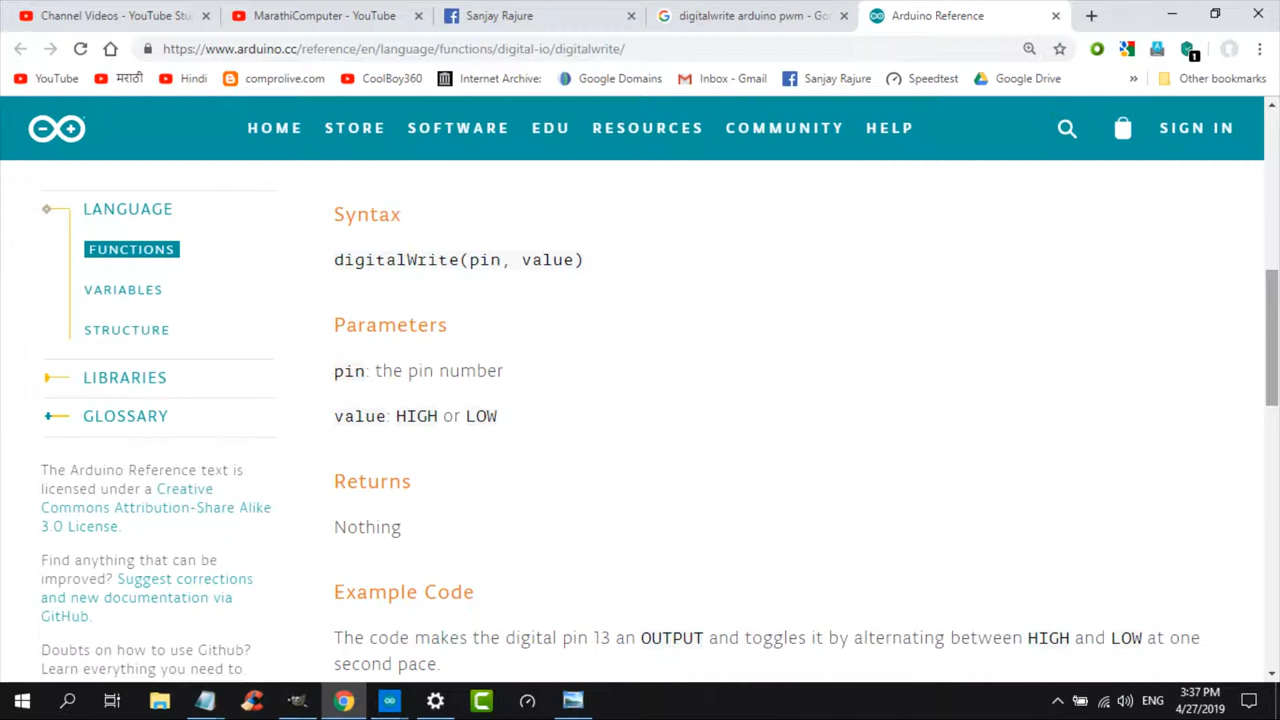 Channel Videos - YouTube Stu
MarathiComputer - YouTube
Sanjay Rajure
digitalwrite arduino pwm - Goo
Arduino Reference
https://www.arduino.cc/reference/en/language/functions/digital-io/digitalwrite/
1
YouTube
मराठी
Hindi
comprolive.com
CoolBoy360
Internet Archive:
Google Domains
Inbox - Gmail
Sanjay Rajure
Speedtest
Google Drive
»
Other bookmarks
HOME
STORE
SOFTWARE
EDU
RESOURCES
COMMUNITY
HELP
SIGN IN
LANGUAGE
FUNCTIONS
VARIABLES
STRUCTURE
LIBRARIES
GLOSSARY
The Arduino Reference text is
licensed under a Creative
Commons Attribution-Share Alike
3.0 License.
Find anything that can be
improved? Suggest corrections
and new documentation via
GitHub.
Doubts on how to use Github?
Learn everything you need to
Syntax
digitalWrite(pin, value)
Parameters
pin: the pin number
value: HIGH or LOW
Returns
Nothing
Example Code
The code makes the digital pin 13 an OUTPUT and toggles it by alternating between HIGH and LOW at one
second pace.
ENG
3:37 PM
4/27/2019